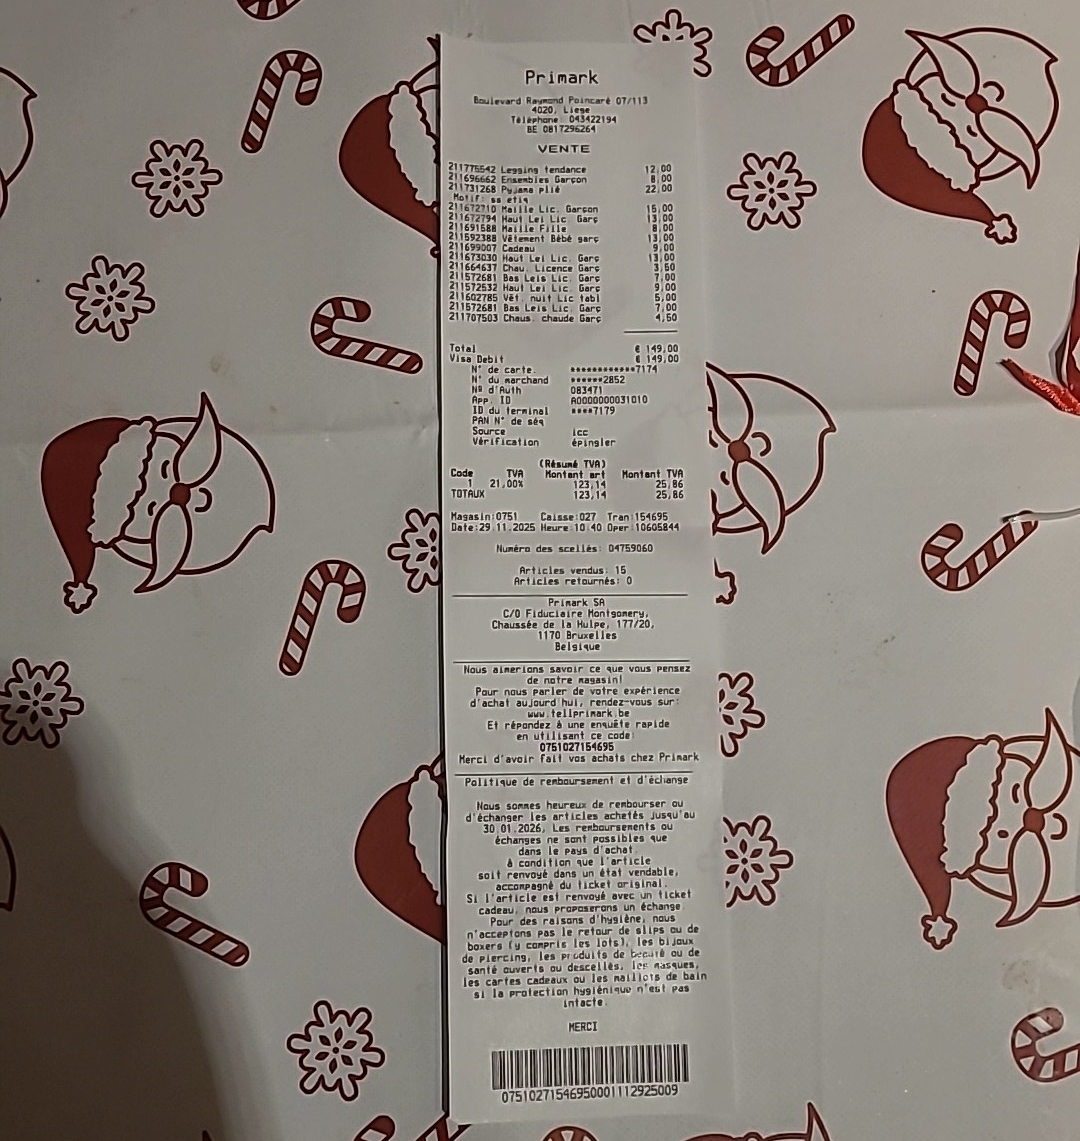 Primark
Boulevard Raymond Poincaré 07/113
4020, Liege
Téléphone 043422194
BE 0817296264
VENTE
211775542 Legging tendance 12,00
211696662 Ensembles Garçon 8,00
211731268 Pyjama plié 22,00
Motif: ss etiq
211672710 Maille Lic. Garçon 15,00
211672794 Haut Lei Lic. Garç 13,00
211691588 Maille Fille 8,00
211592388 Vêtement Bébé garç 13,00
211699007 Cadeau 9,00
211673030 Haut Lei Lic. Garç 13,00
211664637 Chau. Licence Garç 3,50
211572681 Bas Leis Lic. Garç 7,00
211572532 Haut Lei Lic. Garç 9,00
211602785 Vêt. nuit Lic tabl 5,00
211572681 Bas Leis Lic. Garç 7,00
211707503 Chaus. chaude Garç 4,50
Total € 149,00
Visa Debit € 149,00
N° de carte. ************7174
N° du marchand ******2852
Nº d'Auth 083471
App. ID A0000000031010
ID du terminal ****7179
PAN N° de séq
Source icc
Vérification épingler
(Résumé TVA)
Code TVA Montant art Montant TVA
1 21,00% 123,14 25,86
TOTAUX 123,14 25,86
Magasin:0751 Caisse:027 Tran:154695
Date:29.11.2025 Heure:10:40 Oper:10605844
Numéro des scellés: 04759060
Articles vendus: 15
Articles retournés: 0
Primark SA
C/O Fiduciaire Montgomery,
Chaussée de la Hulpe, 177/20,
1170 Bruxelles
Belgique
Nous aimerions savoir ce que vous pensez
de notre magasin!
Pour nous parler de votre expérience
d'achat aujourd'hui, rendez-vous sur:
www.tellprimark.be
Et répondez à une enquête rapide
en utilisant ce code:
0751027154695
Merci d'avoir fait vos achats chez Primark
Politique de remboursement et d'échange
Nous sommes heureux de rembourser ou
d'échanger les articles achetés jusqu'au
30.01.2026, Les remboursements ou
échanges ne sont possibles que
dans le pays d'achat.
à condition que l'article
soit renvoyé dans un état vendable,
accompagné du ticket original.
Si l'article est renvoyé avec un ticket
cadeau, nous proposerons un échange.
Pour des raisons d'hygiène, nous
n'acceptons pas le retour de slips ou de
boxers (y compris les lots), les bijoux
de piercing, les produits de beauté ou de
santé ouverts ou descellés, les masques,
les cartes cadeaux ou les maillots de bain
si la protection hygiénique n'est pas
intacte.
MERCI
07510271546950001112925009